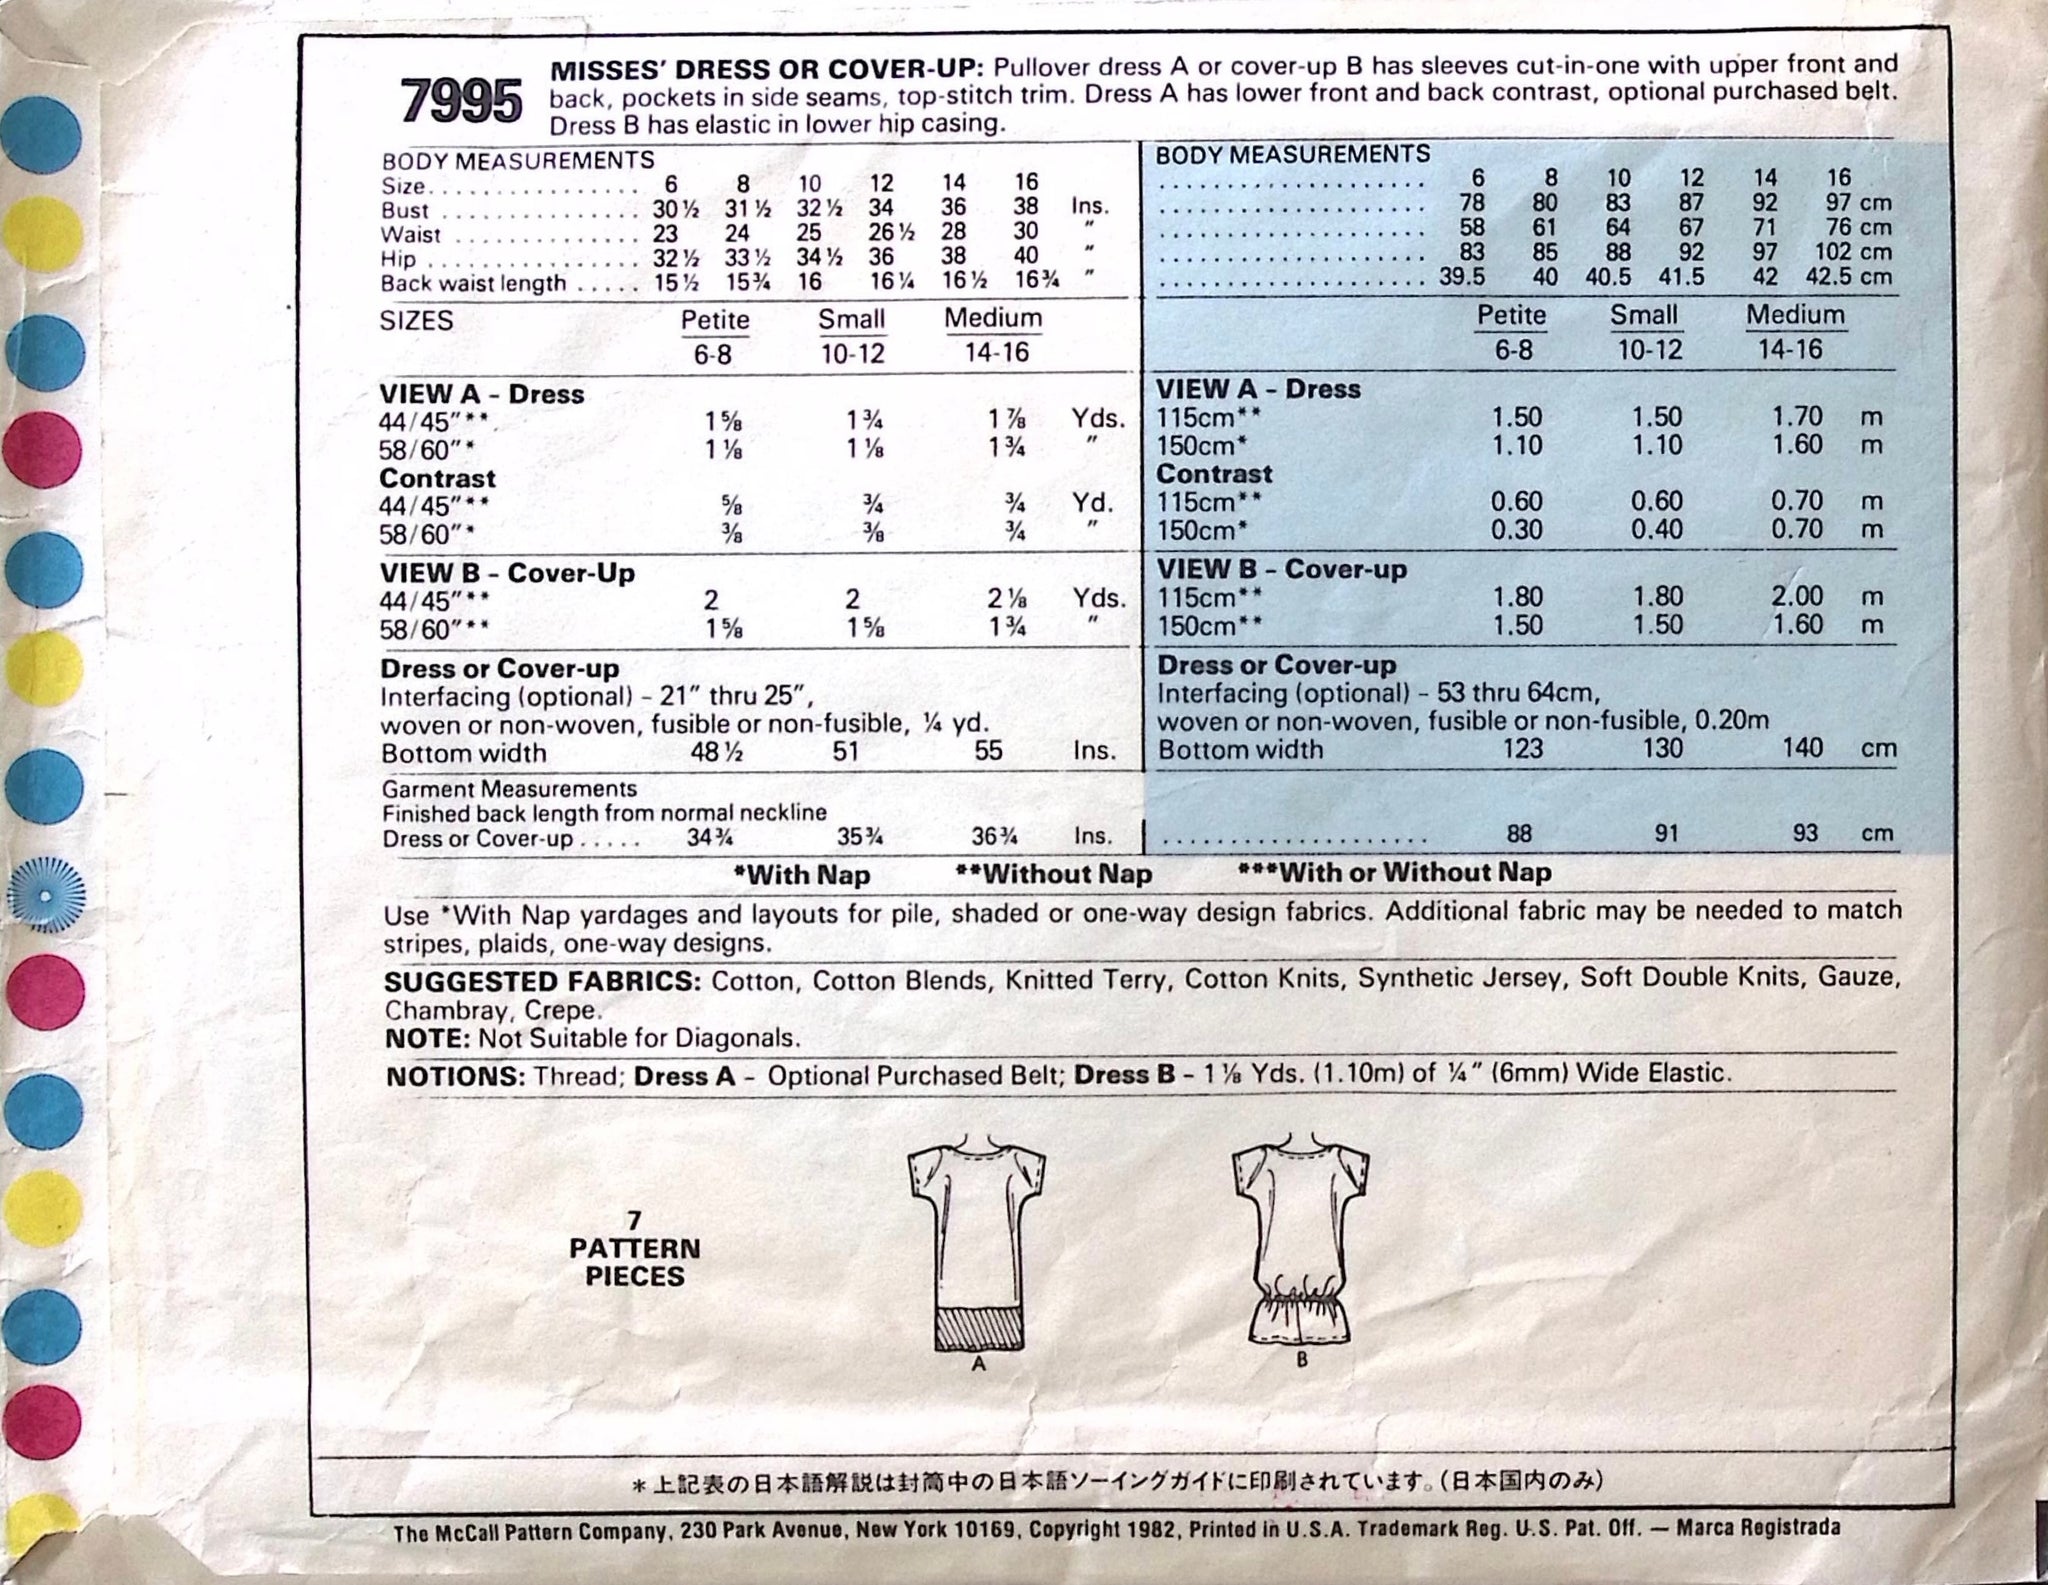 7995
MISSES' DRESS OR COVER-UP: Pullover dress A or cover-up B has sleeves cut-in-one with upper front and
back, pockets in side seams, top-stitch trim. Dress A has lower front and back contrast, optional purchased belt.
Dress B has elastic in lower hip casing.
BODY MEASUREMENTS
Size................ 6 8 10 12 14 16
Bust ............... 30½ 31½ 32½ 34 36 38 Ins.
Waist .............. 23 24 25 26½ 28 30 "
Hip ................ 32½ 33½ 34½ 36 38 40 "
Back waist length ..... 15½ 15¾ 16 16¼ 16½ 16¾ "
SIZES Petite Small Medium
6-8 10-12 14-16
VIEW A - Dress
44/45"** 1⅝ 1¾ 1⅞ Yds.
58/60"* 1⅛ 1⅛ 1¾ "
Contrast
44/45"** ⅝ ¾ ¾ Yd.
58/60"* ⅜ ⅜ ¾ "
VIEW B - Cover-Up
44/45"** 2 2 2⅛ Yds.
58/60"** 1⅝ 1⅝ 1¾ "
Dress or Cover-up
Interfacing (optional) - 21" thru 25",
woven or non-woven, fusible or non-fusible, ¼ yd.
Bottom width 48½ 51 55 Ins.
Garment Measurements
Finished back length from normal neckline
Dress or Cover-up ..... 34¾ 35¾ 36¾ Ins.
BODY MEASUREMENTS
.................... 6 8 10 12 14 16
.................... 78 80 83 87 92 97 cm
.................... 58 61 64 67 71 76 cm
.................... 83 85 88 92 97 102 cm
.................... 39.5 40 40.5 41.5 42 42.5 cm
Petite Small Medium
6-8 10-12 14-16
VIEW A - Dress
115cm** 1.50 1.50 1.70 m
150cm* 1.10 1.10 1.60 m
Contrast
115cm** 0.60 0.60 0.70 m
150cm* 0.30 0.40 0.70 m
VIEW B - Cover-up
115cm** 1.80 1.80 2.00 m
150cm** 1.50 1.50 1.60 m
Dress or Cover-up
Interfacing (optional) - 53 thru 64cm,
woven or non-woven, fusible or non-fusible, 0.20m
Bottom width 123 130 140 cm
.................... 88 91 93 cm
*With Nap **Without Nap ***With or Without Nap
Use *With Nap yardages and layouts for pile, shaded or one-way design fabrics. Additional fabric may be needed to match
stripes, plaids, one-way designs.
SUGGESTED FABRICS: Cotton, Cotton Blends, Knitted Terry, Cotton Knits, Synthetic Jersey, Soft Double Knits, Gauze,
Chambray, Crepe.
NOTE: Not Suitable for Diagonals.
NOTIONS: Thread; Dress A - Optional Purchased Belt; Dress B - 1⅛ Yds. (1.10m) of ¼" (6mm) Wide Elastic.
7
PATTERN
PIECES
A
B
*上記表の日本語解説は封筒中の日本語ソーイングガイドに印刷されています。(日本国内のみ)
The McCall Pattern Company, 230 Park Avenue, New York 10169, Copyright 1982, Printed in U.S.A. Trademark Reg. U.S. Pat. Off. — Marca Registrada